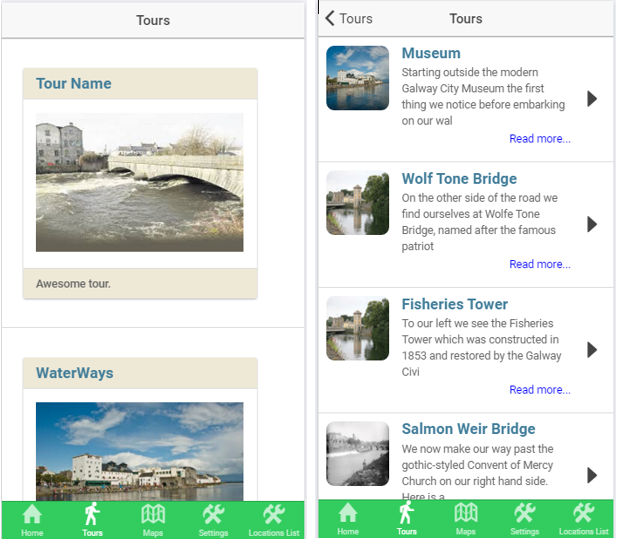 Tours
Tour Name
Awesome tour.
WaterWays
Home
Tours
Maps
Settings
Locations List
Tours
Tours
Museum
Starting outside the modern
Galway City Museum the first
thing we notice before embarking
on our wal
Read more...
Wolf Tone Bridge
On the other side of the road we
find ourselves at Wolfe Tone
Bridge, named after the famous
patriot
Read more...
Fisheries Tower
To our left we see the Fisheries
Tower which was constructed in
1853 and restored by the Galway
Civi
Read more...
Salmon Weir Bridge
We now make our way past the
gothic-styled Convent of Mercy
Church on our right hand side.
Here is a
Home
Tours
Maps
Settings
Locations List